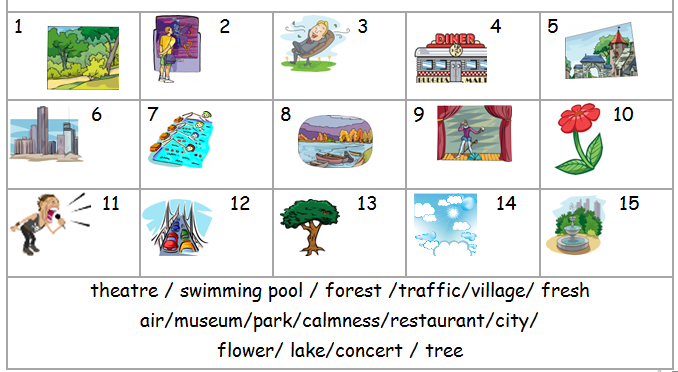 1 2 3 4 5
DINER
6 7 8 9 10
11 12 13 14 15
theatre / swimming pool / forest /traffic/village/ fresh
air/museum/park/calmness/restaurant/city/
flower/ lake/concert / tree